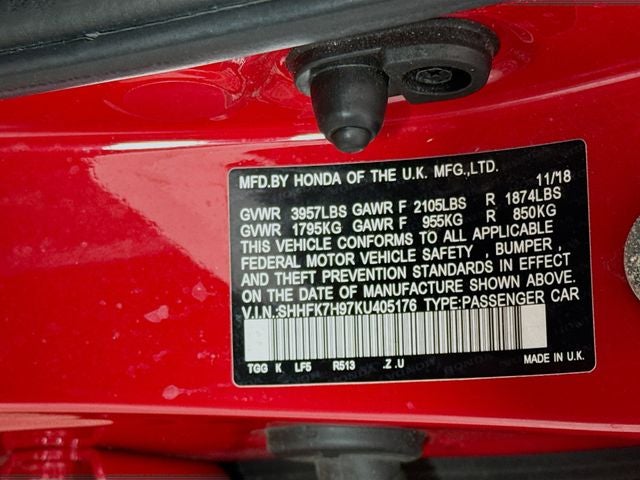 MFD.BY HONDA OF THE U.K. MFG.,LTD. 11/18
GVWR 3957LBS GAWR F 2105LBS R 1874LBS
GVWR 1795KG GAWR F 955KG R 850KG
THIS VEHICLE CONFORMS TO ALL APPLICABLE
FEDERAL MOTOR VEHICLE SAFETY , BUMPER ,
AND THEFT PREVENTION STANDARDS IN EFFECT
ON THE DATE OF MANUFACTURE SHOWN ABOVE.
V.I.N.:SHHFK7H97KU405176 TYPE:PASSENGER CAR
TGG K LF5 R513 .Z .U MADE IN U.K.